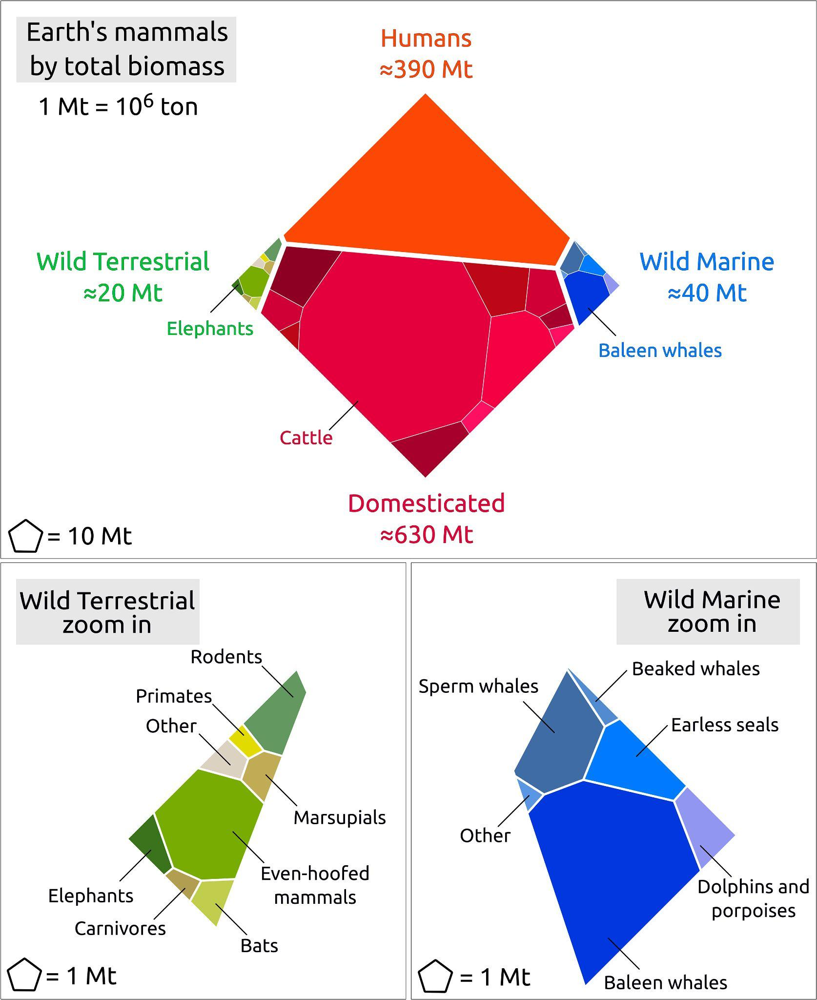 Earth's mammals
by total biomass
1 Mt = 10⁶ ton
Humans
≈390 Mt
Wild Terrestrial
≈20 Mt
Elephants
Wild Marine
≈40 Mt
Baleen whales
Cattle
Domesticated
≈630 Mt
= 10 Mt
Wild Terrestrial
zoom in
Rodents
Primates
Other
Marsupials
Even-hoofed
mammals
Elephants
Carnivores
Bats
= 1 Mt
Wild Marine
zoom in
Beaked whales
Sperm whales
Earless seals
Other
Dolphins and
porpoises
Baleen whales
= 1 Mt